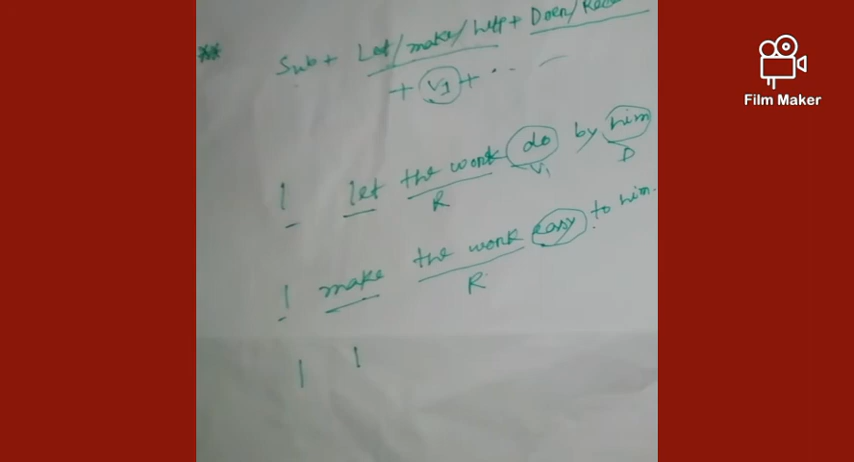 ** Sub + Let/make/help + Doer/Rece
+ V1 + ...
I let the work do by him
R V1 D
I make the work easy to him.
R
I l
Film Maker